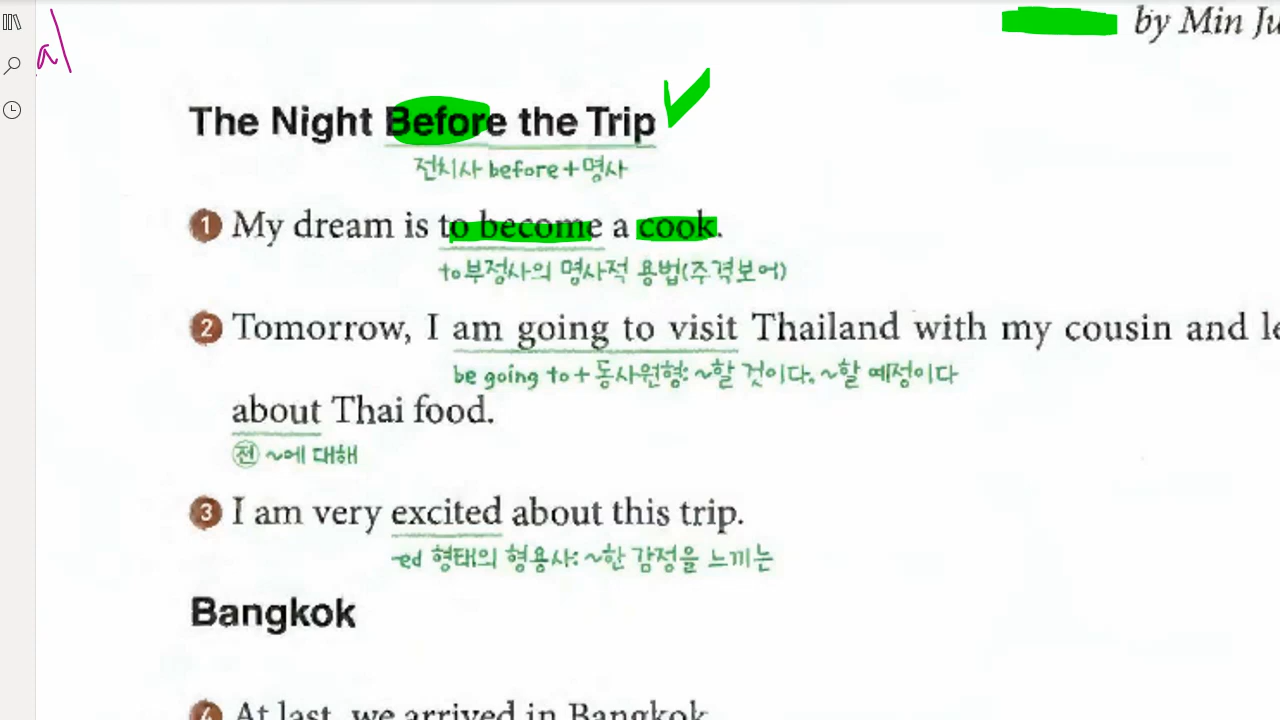 al
by Min Ju
The Night Before the Trip
전치사 before+명사
1 My dream is to become a cook.
to부정사의 명사적 용법(주격보어)
2 Tomorrow, I am going to visit Thailand with my cousin and le
be going to+동사원형: ~할 것이다, ~할 예정이다
about Thai food.
전 ~에 대해
3 I am very excited about this trip.
-ed 형태의 형용사: ~한 감정을 느끼는
Bangkok
4 At last, we arrived in Bangkok.